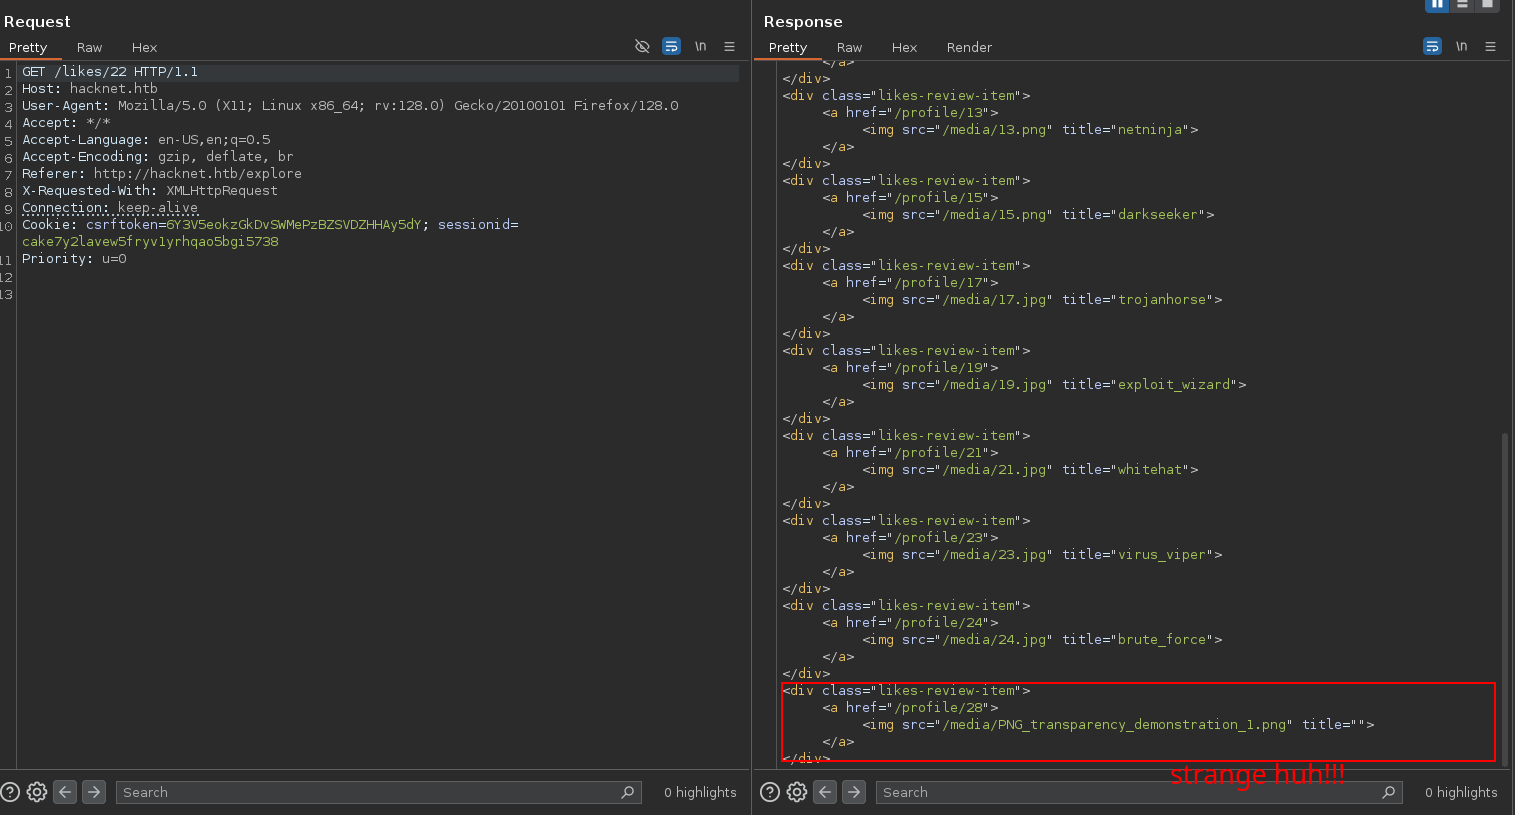 Request
Pretty Raw Hex
\n
1 GET /likes/22 HTTP/1.1
2 Host: hacknet.htb
3 User-Agent: Mozilla/5.0 (X11; Linux x86_64; rv:128.0) Gecko/20100101 Firefox/128.0
4 Accept: */*
5 Accept-Language: en-US,en;q=0.5
6 Accept-Encoding: gzip, deflate, br
7 Referer: http://hacknet.htb/explore
8 X-Requested-With: XMLHttpRequest
9 Connection: keep-alive
10 Cookie: csrftoken=6Y3V5eokzGkDvSWMePzBZSVDZHHAy5dY; sessionid=
cake7y2lavew5fryv1yrhqao5bgi5738
11 Priority: u=0
12
13
Search
0 highlights
Response
Pretty Raw Hex Render
\n
</a>
</div>
<div class="likes-review-item">
<a href="/profile/13">
<img src="/media/13.png" title="netninja">
</a>
</div>
<div class="likes-review-item">
<a href="/profile/15">
<img src="/media/15.png" title="darkseeker">
</a>
</div>
<div class="likes-review-item">
<a href="/profile/17">
<img src="/media/17.jpg" title="trojanhorse">
</a>
</div>
<div class="likes-review-item">
<a href="/profile/19">
<img src="/media/19.jpg" title="exploit_wizard">
</a>
</div>
<div class="likes-review-item">
<a href="/profile/21">
<img src="/media/21.jpg" title="whitehat">
</a>
</div>
<div class="likes-review-item">
<a href="/profile/23">
<img src="/media/23.jpg" title="virus_viper">
</a>
</div>
<div class="likes-review-item">
<a href="/profile/24">
<img src="/media/24.jpg" title="brute_force">
</a>
</div>
<div class="likes-review-item">
<a href="/profile/28">
<img src="/media/PNG_transparency_demonstration_1.png" title="">
</a>
</div>
strange huh!!!
Search
0 highlights